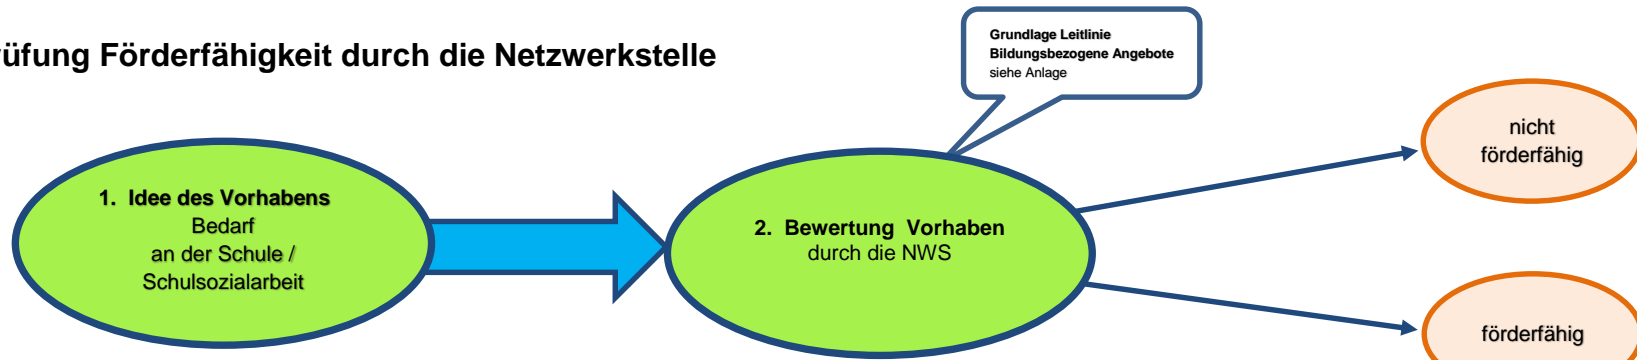 üfung Förderfähigkeit durch die Netzwerkstelle
Grundlage Leitlinie
Bildungsbezogene Angebote
siehe Anlage
1. Idee des Vorhabens
Bedarf
an der Schule /
Schulsozialarbeit
2. Bewertung Vorhaben
durch die NWS
nicht
förderfähig
förderfähig